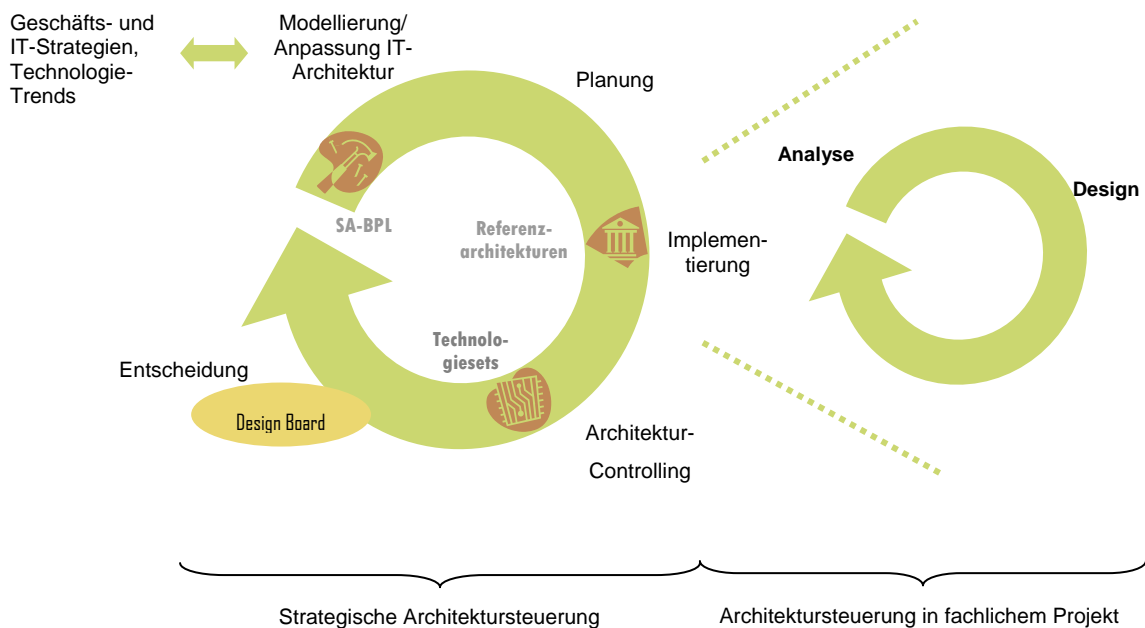 Geschäfts- und
IT-Strategien,
Technologie-
Trends
Modellierung/
Anpassung IT-
Architektur
Planung
SA-BPL
Referenz-
architekturen
Implemen-
tierung
Technolo-
giesets
Entscheidung
Design Board
Architektur-
Controlling
Analyse
Design
Strategische Architektursteuerung
Architektursteuerung in fachlichem Projekt